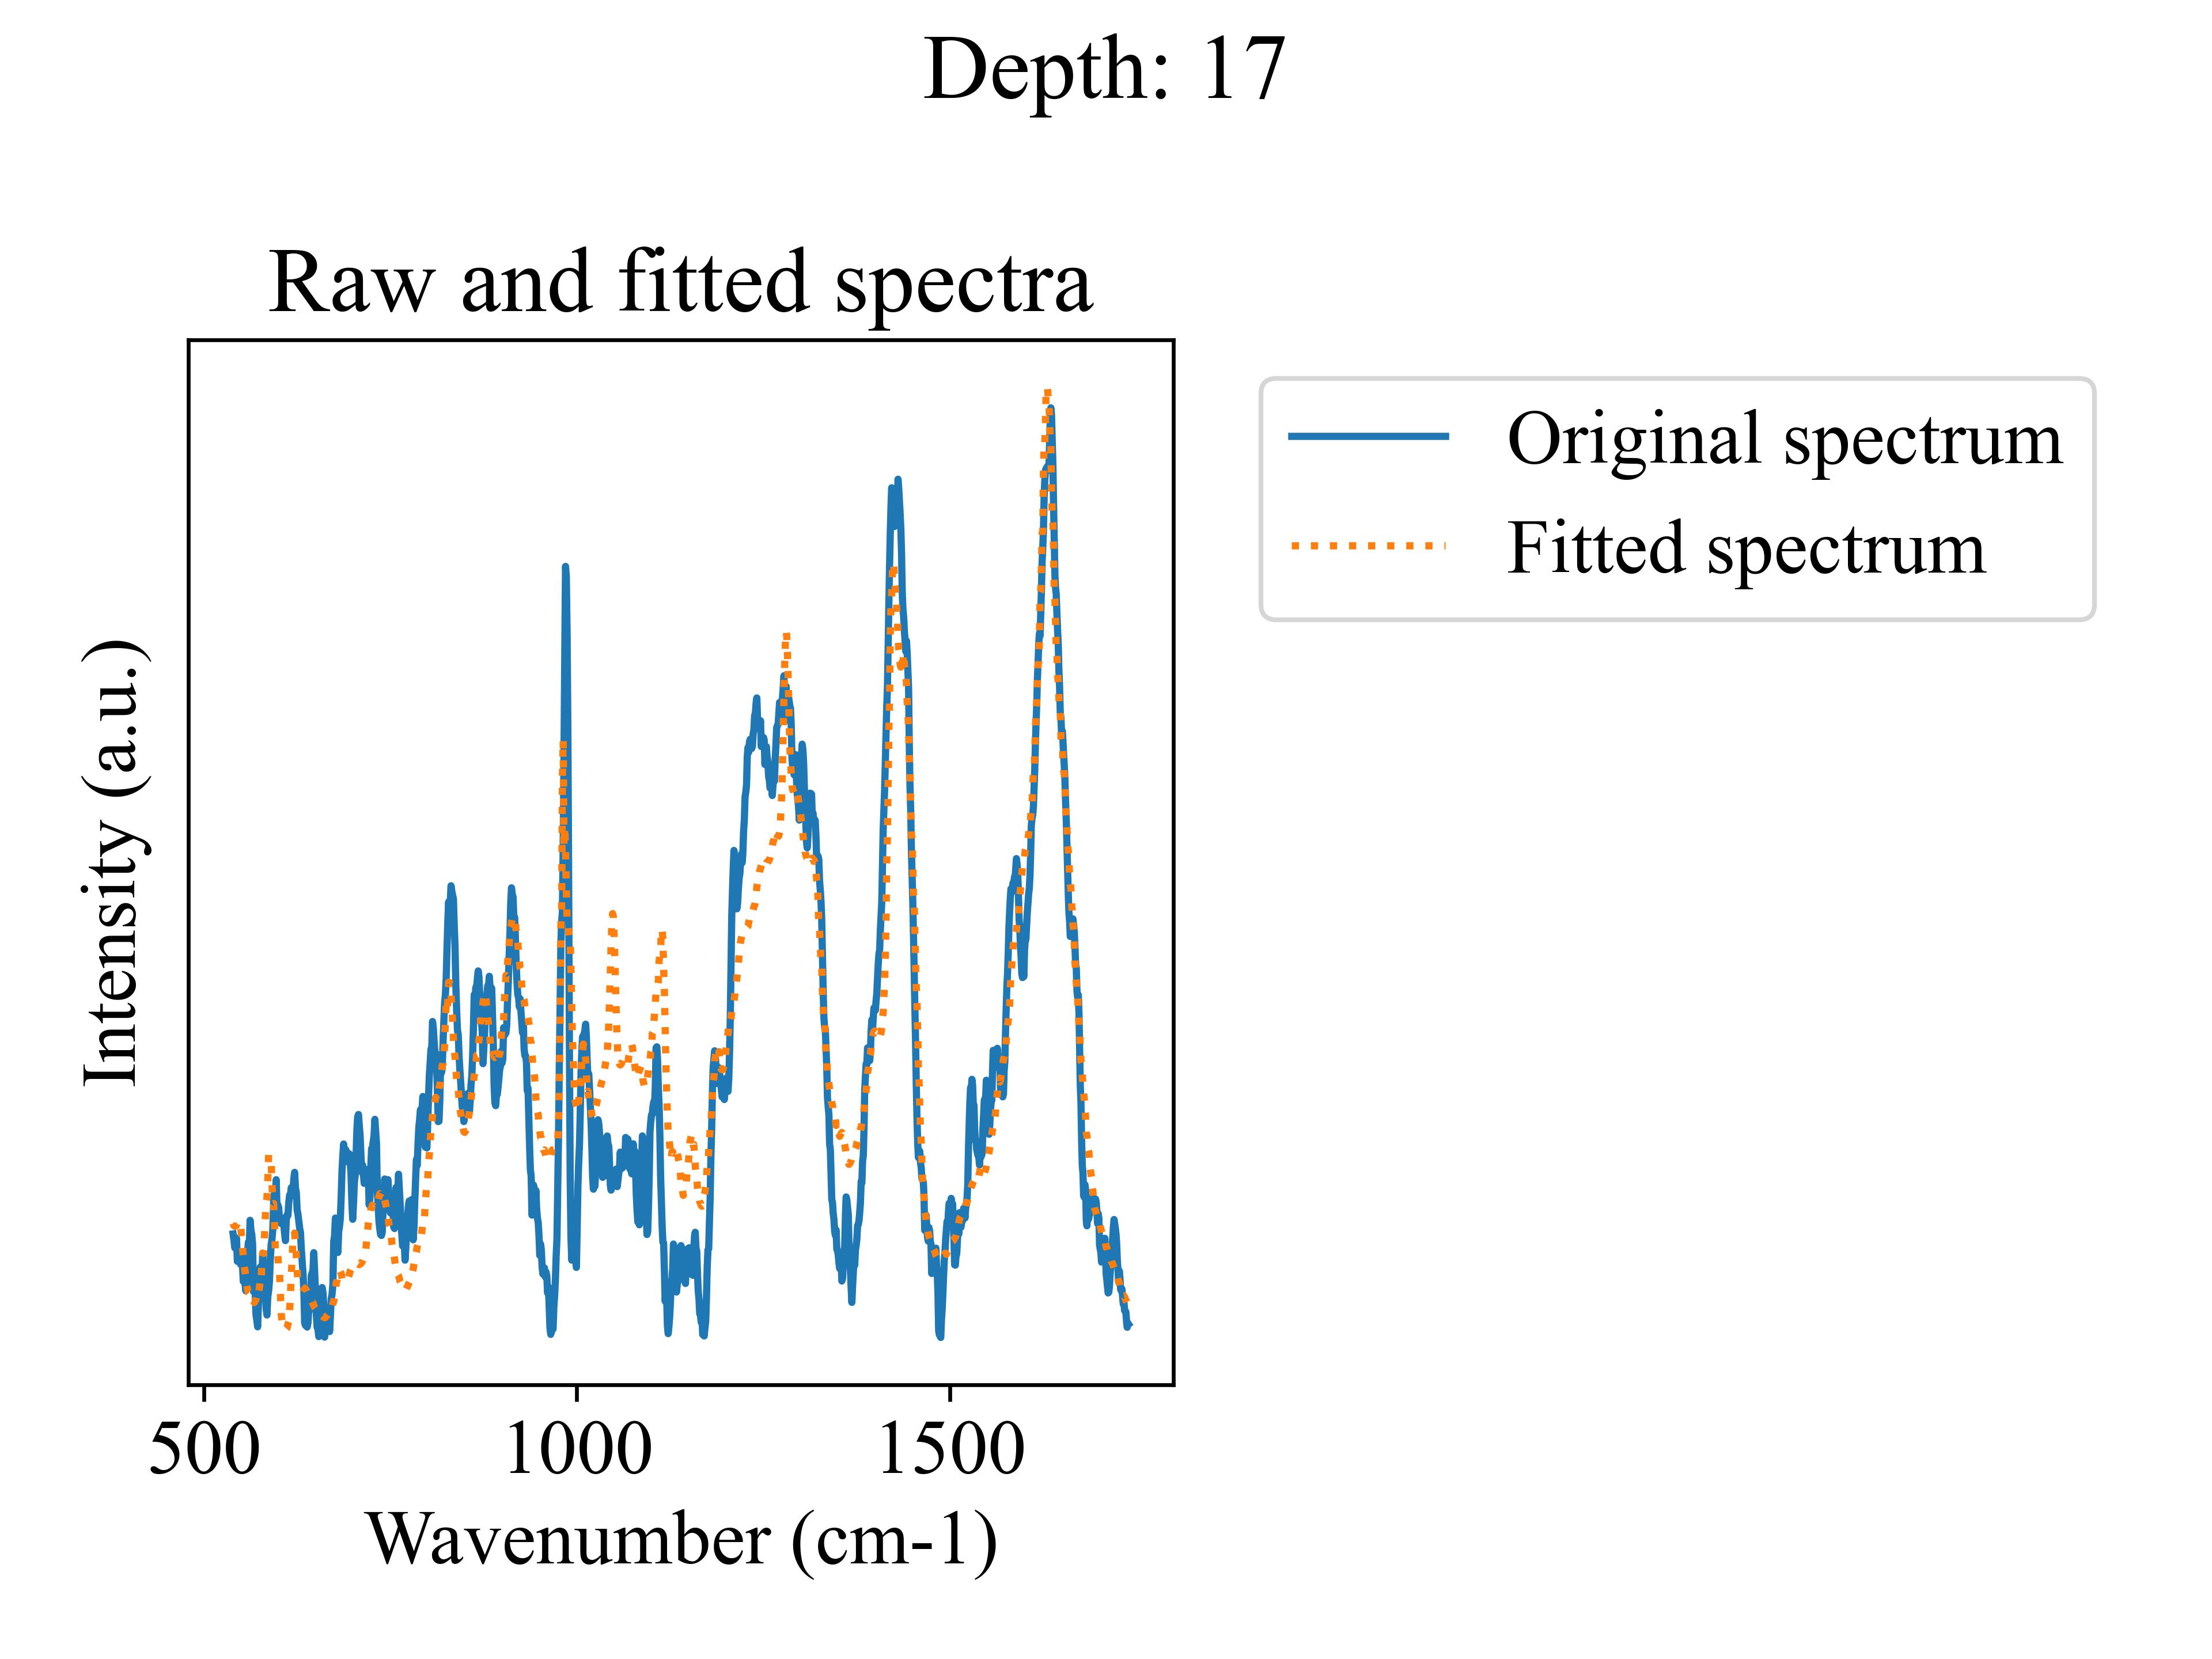 Depth: 17
Raw and fitted spectra
Original spectrum
Fitted spectrum
Intensity (a.u.)
500 1000 1500
Wavenumber (cm-1)